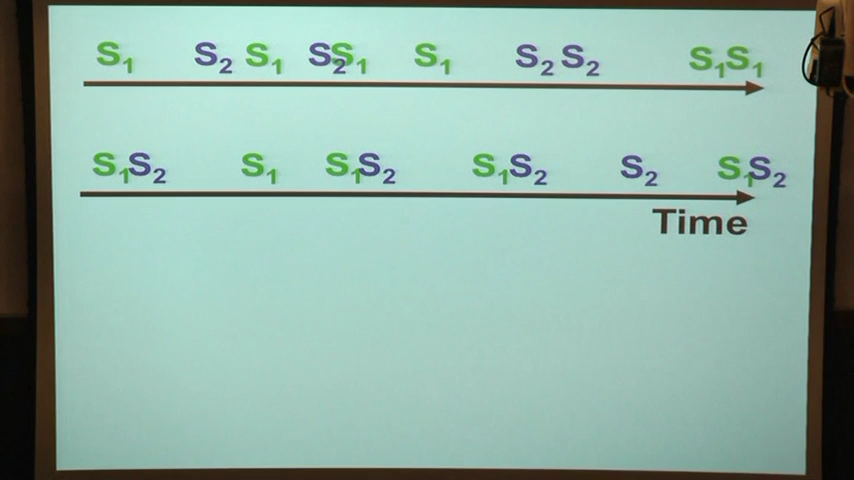 S₁ S₂ S₁ S₂S₁ S₁ S₂ S₂ S₁S₁
S₁S₂ S₁ S₁S₂ S₁S₂ S₂ S₁S₂
Time